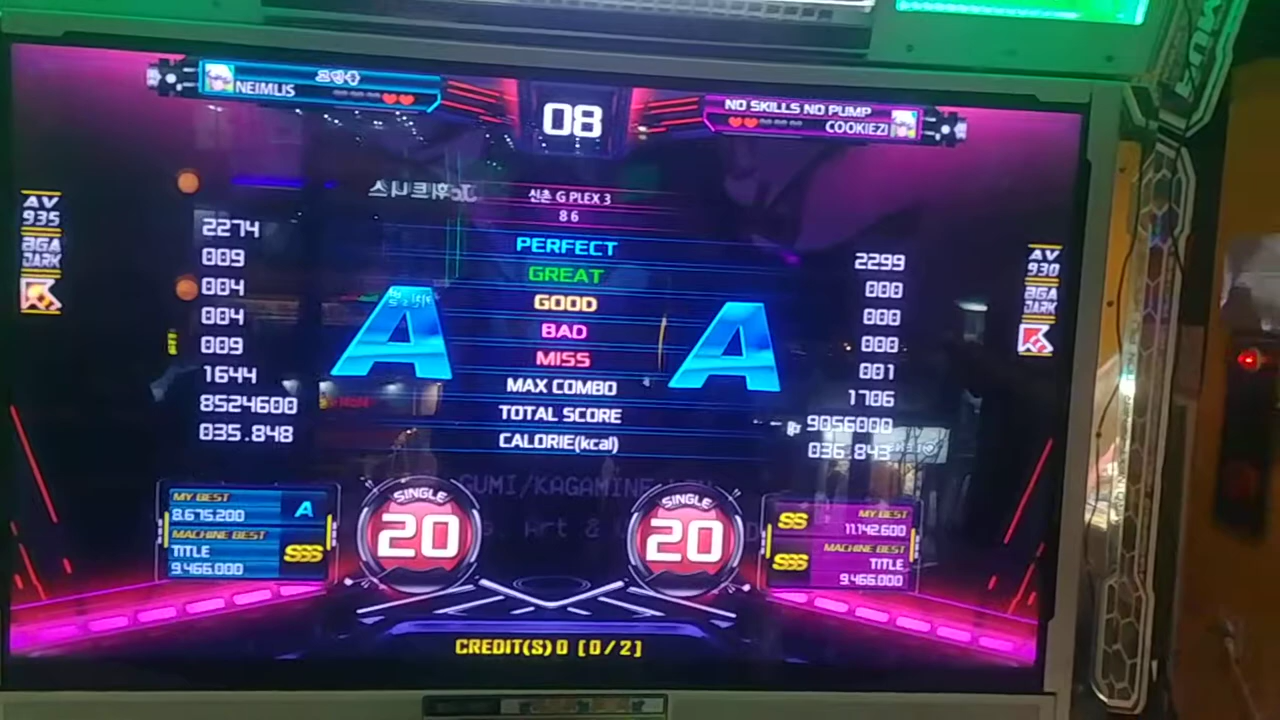 NEIMLIS
08
NO SKILLS NO PUMP
COOKIEZI
신촌 G PLEX 3
8 6
AV
935
BGA
DARK
AV
930
BGA
DARK
2274 PERFECT 2299
009 GREAT 000
004 GOOD 000
004 BAD 000
009 MISS 001
1644 MAX COMBO 1706
8524600 TOTAL SCORE 9056000
035.848 CALORIE(kcal) 036.843
A
A
GUMI/KAGAMINE
MY BEST
8.675.200 A
MACHINE BEST
TITLE SSS
9.466.000
SINGLE
20
SINGLE
20
MY BEST
SS 11.142.600
MACHINE BEST
SSS TITLE
9.466.000
CREDIT(S) 0 [0/2]